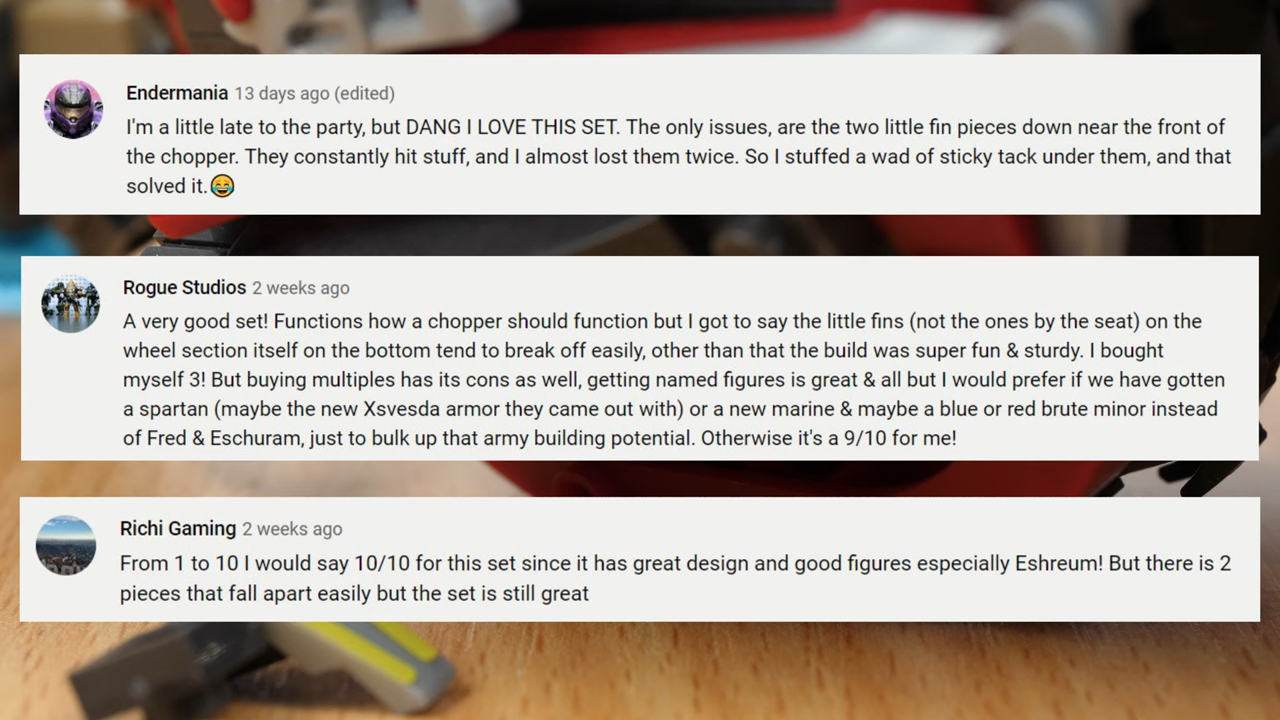 Endermania 13 days ago (edited)
I'm a little late to the party, but DANG I LOVE THIS SET. The only issues, are the two little fin pieces down near the front of
the chopper. They constantly hit stuff, and I almost lost them twice. So I stuffed a wad of sticky tack under them, and that
solved it.😂
Rogue Studios 2 weeks ago
A very good set! Functions how a chopper should function but I got to say the little fins (not the ones by the seat) on the
wheel section itself on the bottom tend to break off easily, other than that the build was super fun & sturdy. I bought
myself 3! But buying multiples has its cons as well, getting named figures is great & all but I would prefer if we have gotten
a spartan (maybe the new Xsvesda armor they came out with) or a new marine & maybe a blue or red brute minor instead
of Fred & Eschuram, just to bulk up that army building potential. Otherwise it's a 9/10 for me!
Richi Gaming 2 weeks ago
From 1 to 10 I would say 10/10 for this set since it has great design and good figures especially Eshreum! But there is 2
pieces that fall apart easily but the set is still great